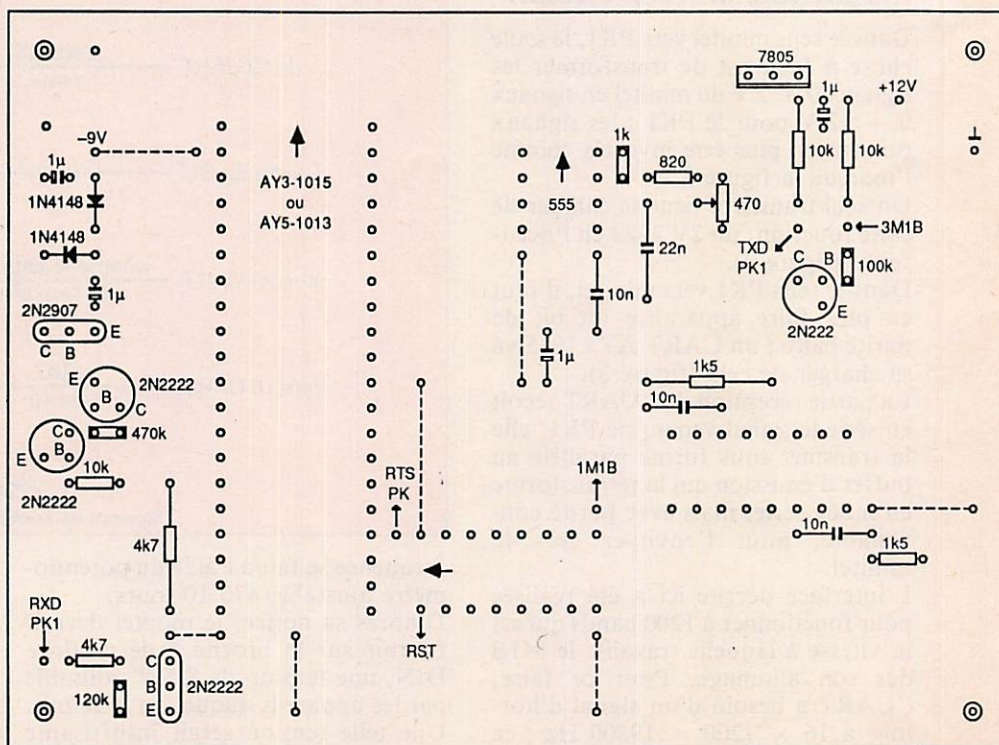 7805
1µ
+12V
-9V
1k
10k
10k
1µ
820
AY3-1015
ou
AY5-1013
555
470
1N4148
3M1B
TXD
PK1
1N4148
22n
C
B
100k
1µ
10n
E
2N222
2N2907
E
C
B
1µ
E
2N2222
1k5
B
C
10n
470k
C
B
E
10k
RTS
PK
1M1B
2N2222
10n
4k7
1k5
RXD
PK1
RST
4k7
C
B
2N2222
120k
E